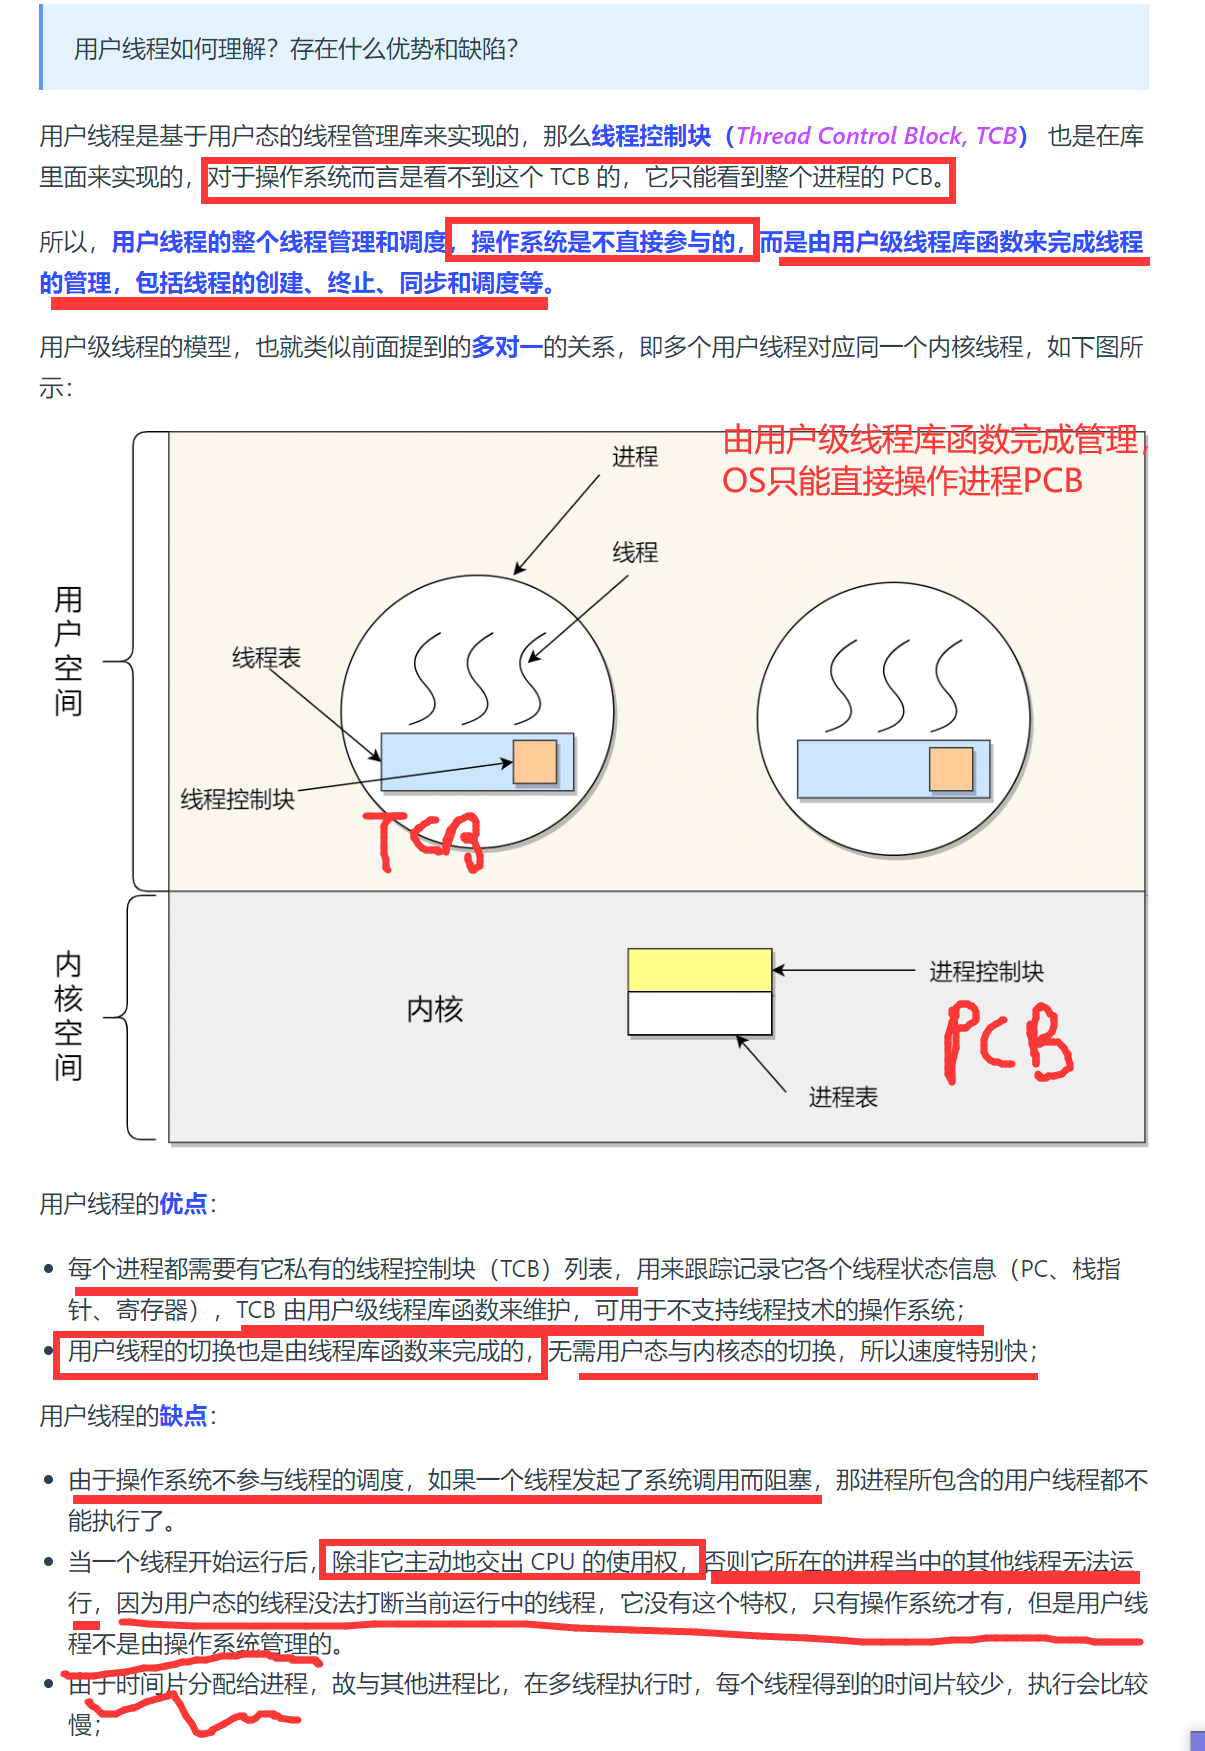 用户线程如何理解？存在什么优势和缺陷？
用户线程是基于用户态的线程管理库来实现的，那么线程控制块（Thread Control Block, TCB） 也是在库
里面来实现的，对于操作系统而言是看不到这个 TCB 的，它只能看到整个进程的 PCB。
所以，用户线程的整个线程管理和调度，操作系统是不直接参与的，而是由用户级线程库函数来完成线程
的管理，包括线程的创建、终止、同步和调度等。
用户级线程的模型，也就类似前面提到的多对一的关系，即多个用户线程对应同一个内核线程，如下图所
示：
由用户级线程库函数完成管理，
OS只能直接操作进程PCB
进程
线程
用户空间
线程表
线程控制块
TCB
内核空间
内核
进程控制块
PCB
进程表
用户线程的优点：
每个进程都需要有它私有的线程控制块（TCB）列表，用来跟踪记录它各个线程状态信息（PC、栈指
针、寄存器），TCB 由用户级线程库函数来维护，可用于不支持线程技术的操作系统；
用户线程的切换也是由线程库函数来完成的，无需用户态与内核态的切换，所以速度特别快；
用户线程的缺点：
由于操作系统不参与线程的调度，如果一个线程发起了系统调用而阻塞，那进程所包含的用户线程都不
能执行了。
当一个线程开始运行后，除非它主动地交出 CPU 的使用权，否则它所在的进程当中的其他线程无法运
行，因为用户态的线程没法打断当前运行中的线程，它没有这个特权，只有操作系统才有，但是用户线
程不是由操作系统管理的。
由于时间片分配给进程，故与其他进程比，在多线程执行时，每个线程得到的时间片较少，执行会比较
慢；